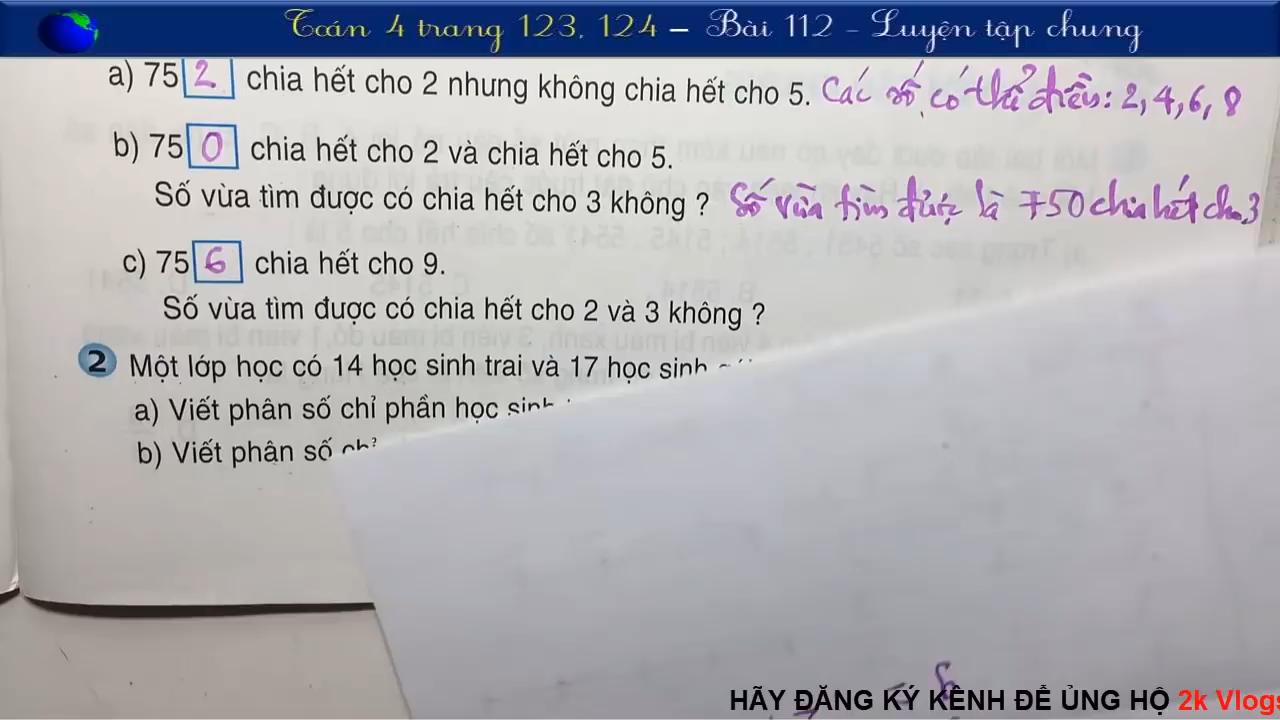 Toán 4 trang 123, 124 – Bài 112 - Luyện tập chung
a) 75 2 chia hết cho 2 nhưng không chia hết cho 5. Các số có thể điền: 2, 4, 6, 8
b) 75 0 chia hết cho 2 và chia hết cho 5.
Số vừa tìm được có chia hết cho 3 không ? Số vừa tìm được là 750 chia hết cho 3
c) 75 6 chia hết cho 9.
Số vừa tìm được có chia hết cho 2 và 3 không ?
2 Một lớp học có 14 học sinh trai và 17 học sinh
a) Viết phân số chỉ phần học sinh
b) Viết phân số chỉ
HÃY ĐĂNG KÝ KÊNH ĐỂ ỦNG HỘ 2k Vlogs